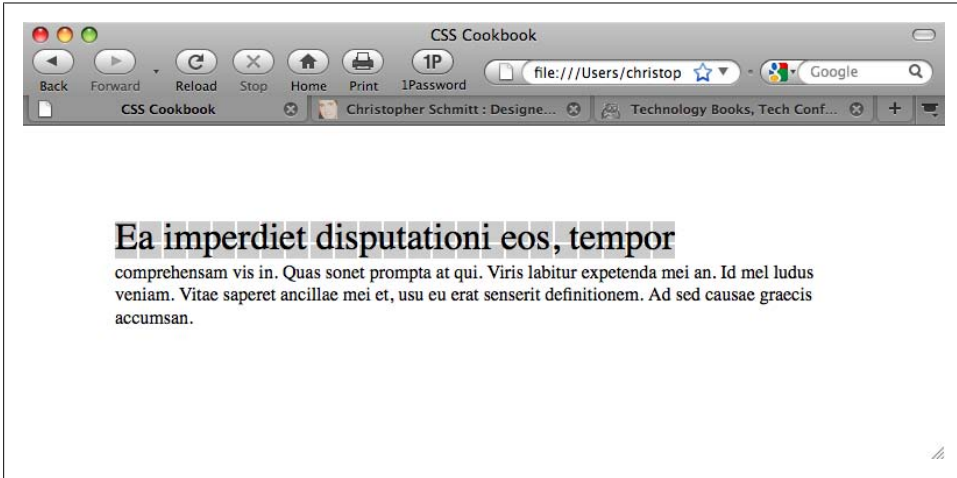 CSS Cookbook
1P
file:///Users/christop
Google
Back Forward Reload Stop Home Print 1Password
CSS Cookbook
Christopher Schmitt : Designe...
Technology Books, Tech Conf...
Ea imperdiet disputationi eos, tempor
comprehensam vis in. Quas sonet prompta at qui. Viris labitur expetenda mei an. Id mel ludus
veniam. Vitae saperet ancillae mei et, usu eu erat senserit definitionem. Ad sed causae graecis
accumsan.